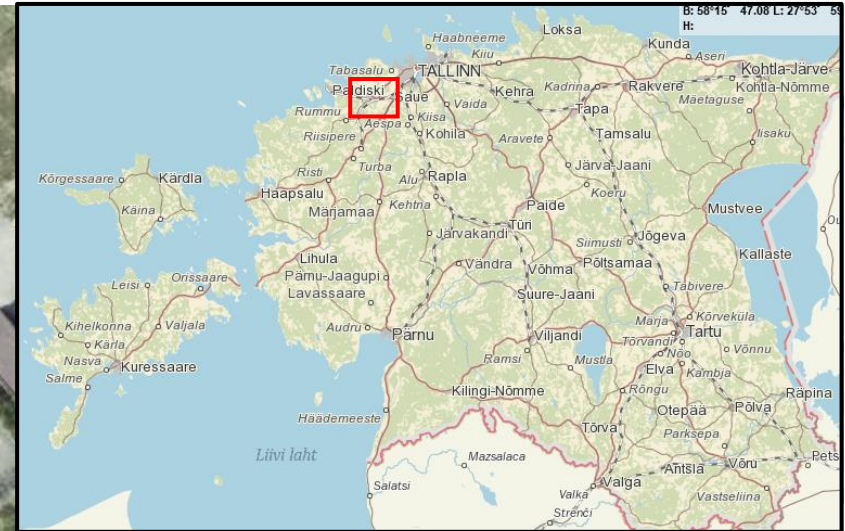 B: 58°15' 47.08 L: 27°53' 59
H:
Loksa
Haabneeme
Kunda
Kiiu
Aseri
Tabasalu
TALLINN
Kohtla-Järve
Paldiski
Saue
Kehra
Kadrina
Rakvere
Kohtla-Nõmme
Vaida
Mäetaguse
Rummu
Kiisa
Tapa
Aespa
Kohila
Riisipere
Aravete
Tamsalu
Iisaku
Turba
Järva-Jaani
Risti
Alu
Rapla
Kõrgessaare
Kärdla
Haapsalu
Koeru
Käina
Märjamaa
Kehtna
Paide
Mustvee
Türi
Järvakandi
Siimusti
Jõgeva
Lihula
Kallaste
Leisi
Orissaare
Pärnu-Jaagupi
Vändra
Võhma
Põltsamaa
Lavassaare
Suure-Jaani
Tabivere
Kihelkonna
Valjala
Audru
Märja
Kõrveküla
Kärla
Pärnu
Viljandi
Tõrvandi
Tartu
Nasva
Kuressaare
Ramsi
Mustla
Nõo
Võnnu
Salme
Elva
Kambja
Kilingi-Nõmme
Rõngu
Räpina
Häädemeeste
Otepää
Põlva
Tõrva
Parksepa
Liivi laht
Mazsalaca
Antsla
Võru
Pets
Salatsi
Valga
Valka
Vastseliina
Strenči